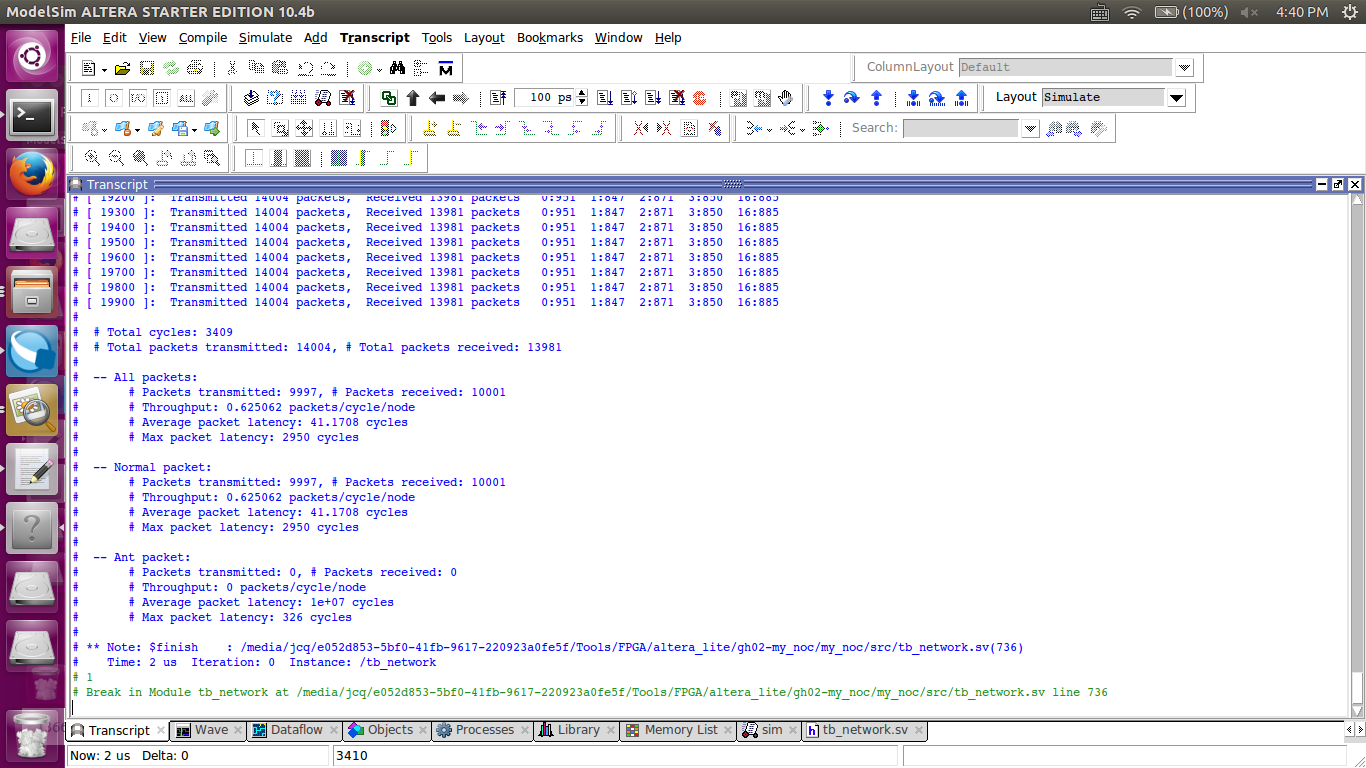 ModelSim ALTERA STARTER EDITION 10.4b
(100%)
4:40 PM
File Edit View Compile Simulate Add Transcript Tools Layout Bookmarks Window Help
ColumnLayout Default
100 ps
Layout Simulate
Search:
Transcript
# [ 19200 ]: Transmitted 14004 packets, Received 13981 packets 0:951 1:847 2:871 3:850 16:885
# [ 19300 ]: Transmitted 14004 packets, Received 13981 packets 0:951 1:847 2:871 3:850 16:885
# [ 19400 ]: Transmitted 14004 packets, Received 13981 packets 0:951 1:847 2:871 3:850 16:885
# [ 19500 ]: Transmitted 14004 packets, Received 13981 packets 0:951 1:847 2:871 3:850 16:885
# [ 19600 ]: Transmitted 14004 packets, Received 13981 packets 0:951 1:847 2:871 3:850 16:885
# [ 19700 ]: Transmitted 14004 packets, Received 13981 packets 0:951 1:847 2:871 3:850 16:885
# [ 19800 ]: Transmitted 14004 packets, Received 13981 packets 0:951 1:847 2:871 3:850 16:885
# [ 19900 ]: Transmitted 14004 packets, Received 13981 packets 0:951 1:847 2:871 3:850 16:885
#
# # Total cycles: 3409
# # Total packets transmitted: 14004, # Total packets received: 13981
#
# -- All packets:
# # Packets transmitted: 9997, # Packets received: 10001
# # Throughput: 0.625062 packets/cycle/node
# # Average packet latency: 41.1708 cycles
# # Max packet latency: 2950 cycles
#
# -- Normal packet:
# # Packets transmitted: 9997, # Packets received: 10001
# # Throughput: 0.625062 packets/cycle/node
# # Average packet latency: 41.1708 cycles
# # Max packet latency: 2950 cycles
#
# -- Ant packet:
# # Packets transmitted: 0, # Packets received: 0
# # Throughput: 0 packets/cycle/node
# # Average packet latency: 1e+07 cycles
# # Max packet latency: 326 cycles
#
# ** Note: $finish : /media/jcq/e052d853-5bf0-41fb-9617-220923a0fe5f/Tools/FPGA/altera_lite/gh02-my_noc/my_noc/src/tb_network.sv(736)
# Time: 2 us Iteration: 0 Instance: /tb_network
# 1
# Break in Module tb_network at /media/jcq/e052d853-5bf0-41fb-9617-220923a0fe5f/Tools/FPGA/altera_lite/gh02-my_noc/my_noc/src/tb_network.sv line 736
Transcript Wave Dataflow Objects Processes Library Memory List sim tb_network.sv
Now: 2 us Delta: 0
3410